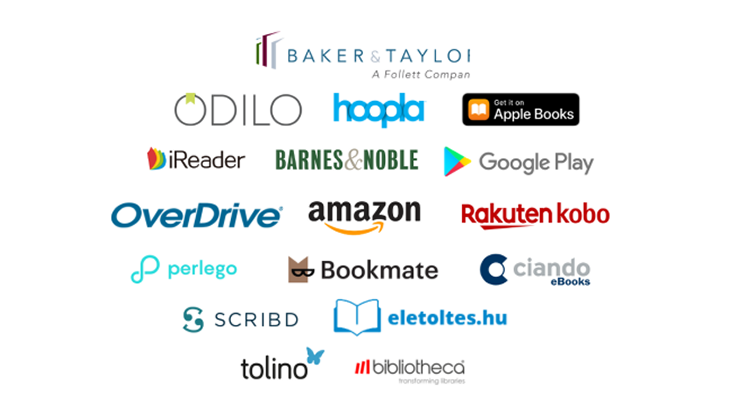 BAKER & TAYLOR
A Follett Compan
ODILO
hoopla
Get it on
Apple Books
iReader
BARNES&NOBLE
Google Play
OverDrive®
amazon
Rakuten kobo
perlego
Bookmate
ciando
eBooks
SCRIBD
eletoltes.hu
tolino
bibliotheca
transforming libraries